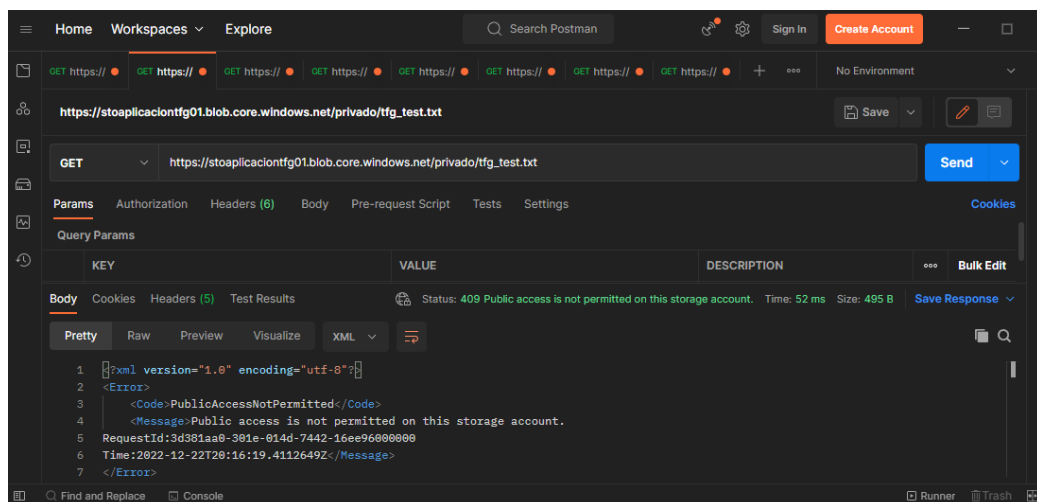 Home Workspaces Explore Search Postman Sign In Create Account
GET https:// GET https:// GET https:// GET https:// GET https:// GET https:// GET https:// GET https:// + ooo No Environment
https://stoaplicaciontfg01.blob.core.windows.net/privado/tfg_test.txt Save
GET https://stoaplicaciontfg01.blob.core.windows.net/privado/tfg_test.txt Send
Params Authorization Headers (6) Body Pre-request Script Tests Settings Cookies
Query Params
KEY VALUE DESCRIPTION ooo Bulk Edit
Body Cookies Headers (5) Test Results Status: 409 Public access is not permitted on this storage account. Time: 52 ms Size: 495 B Save Response
Pretty Raw Preview Visualize XML
1 <?xml version="1.0" encoding="utf-8"?>
2 <Error>
3 <Code>PublicAccessNotPermitted</Code>
4 <Message>Public access is not permitted on this storage account.
5 RequestId:3d381aa0-301e-014d-7442-16ee96000000
6 Time:2022-12-22T20:16:19.4112649Z</Message>
7 </Error>
Find and Replace Console Runner Trash